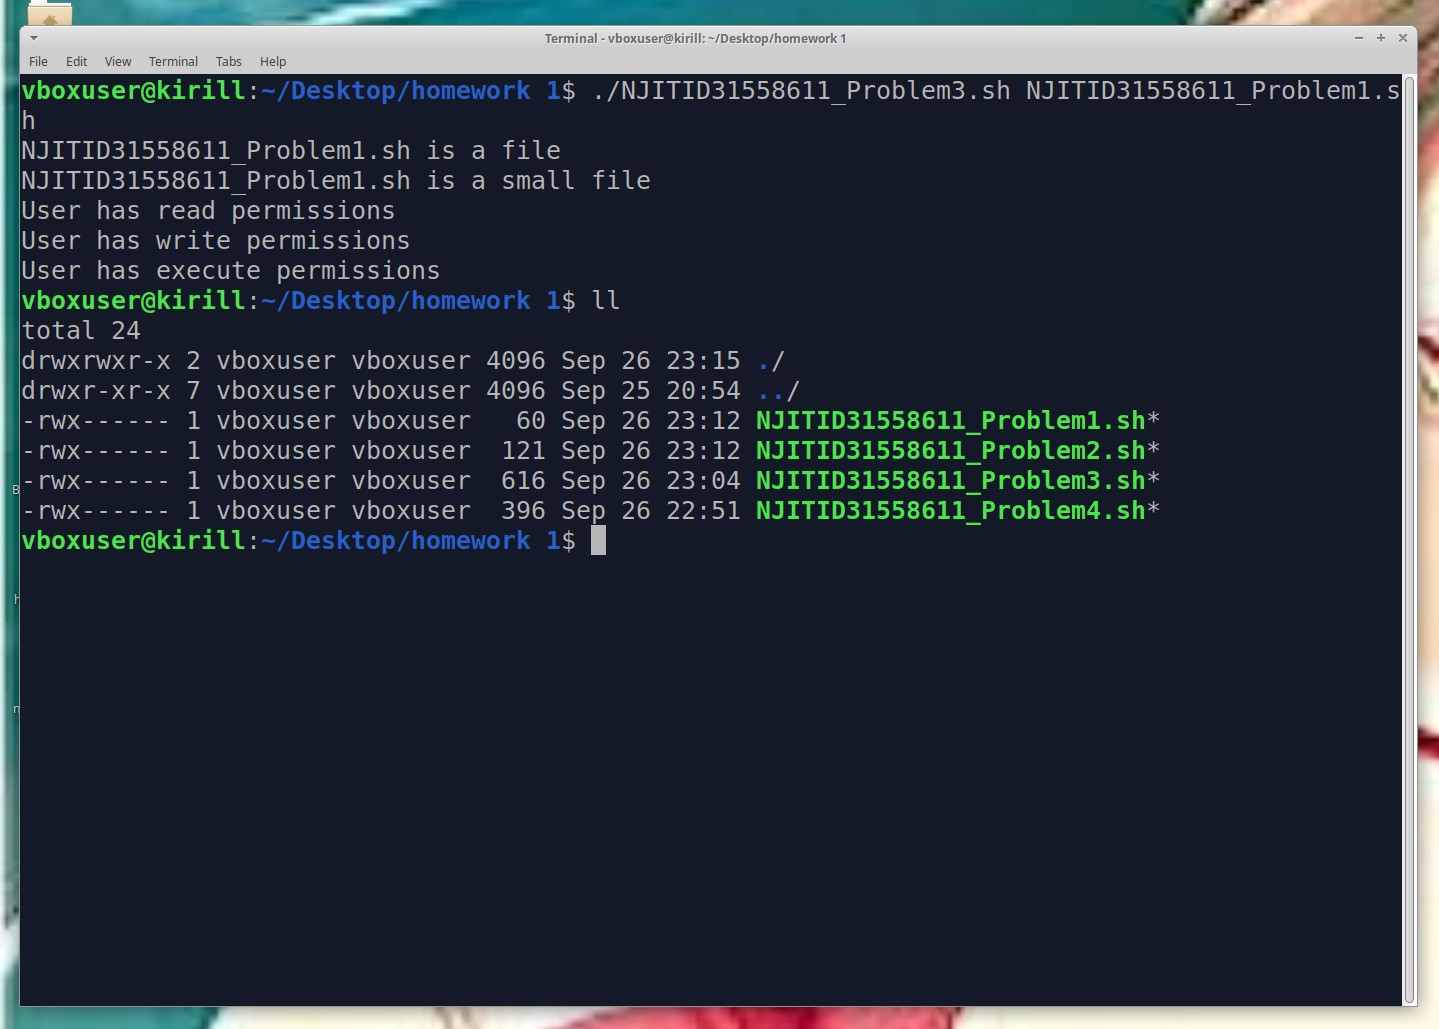 Terminal - vboxuser@kirill: ~/Desktop/homework 1
File Edit View Terminal Tabs Help
vboxuser@kirill:~/Desktop/homework 1$ ./NJITID31558611_Problem3.sh NJITID31558611_Problem1.s
h
NJITID31558611_Problem1.sh is a file
NJITID31558611_Problem1.sh is a small file
User has read permissions
User has write permissions
User has execute permissions
vboxuser@kirill:~/Desktop/homework 1$ ll
total 24
drwxrwxr-x 2 vboxuser vboxuser 4096 Sep 26 23:15 ./
drwxr-xr-x 7 vboxuser vboxuser 4096 Sep 25 20:54 ../
-rwx------ 1 vboxuser vboxuser   60 Sep 26 23:12 NJITID31558611_Problem1.sh*
-rwx------ 1 vboxuser vboxuser  121 Sep 26 23:12 NJITID31558611_Problem2.sh*
-rwx------ 1 vboxuser vboxuser  616 Sep 26 23:04 NJITID31558611_Problem3.sh*
-rwx------ 1 vboxuser vboxuser  396 Sep 26 22:51 NJITID31558611_Problem4.sh*
vboxuser@kirill:~/Desktop/homework 1$